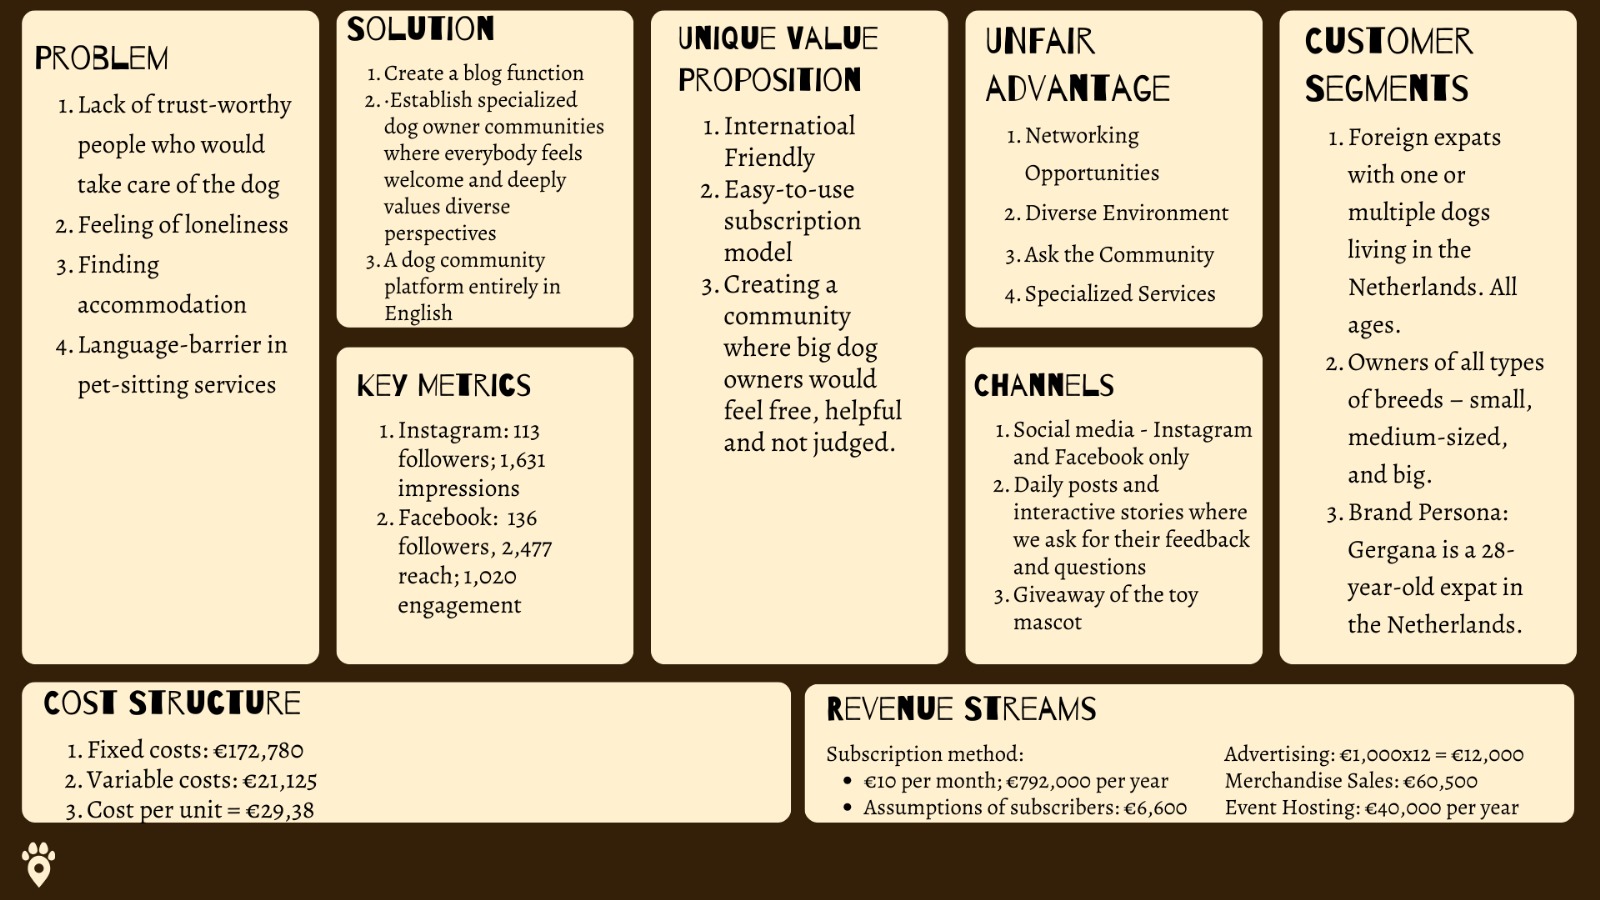 PROBLEM
1. Lack of trust-worthy
people who would
take care of the dog
2. Feeling of loneliness
3. Finding
accommodation
4. Language-barrier in
pet-sitting services
SOLUTION
1. Create a blog function
2. ·Establish specialized
dog owner communities
where everybody feels
welcome and deeply
values diverse
perspectives
3. A dog community
platform entirely in
English
KEY METRICS
1. Instagram: 113
followers; 1,631
impressions
2. Facebook: 136
followers, 2,477
reach; 1,020
engagement
UNIQUE VALUE
PROPOSITION
1. Internatioal
Friendly
2. Easy-to-use
subscription
model
3. Creating a
community
where big dog
owners would
feel free, helpful
and not judged.
UNFAIR
ADVANTAGE
1. Networking
Opportunities
2. Diverse Environment
3. Ask the Community
4. Specialized Services
CHANNELS
1. Social media - Instagram
and Facebook only
2. Daily posts and
interactive stories where
we ask for their feedback
and questions
3. Giveaway of the toy
mascot
CUSTOMER
SEGMENTS
1. Foreign expats
with one or
multiple dogs
living in the
Netherlands. All
ages.
2. Owners of all types
of breeds – small,
medium-sized,
and big.
3. Brand Persona:
Gergana is a 28-
year-old expat in
the Netherlands.
COST STRUCTURE
1. Fixed costs: €172,780
2. Variable costs: €21,125
3. Cost per unit = €29,38
REVENUE STREAMS
Subscription method:
• €10 per month; €792,000 per year
• Assumptions of subscribers: €6,600
Advertising: €1,000x12 = €12,000
Merchandise Sales: €60,500
Event Hosting: €40,000 per year